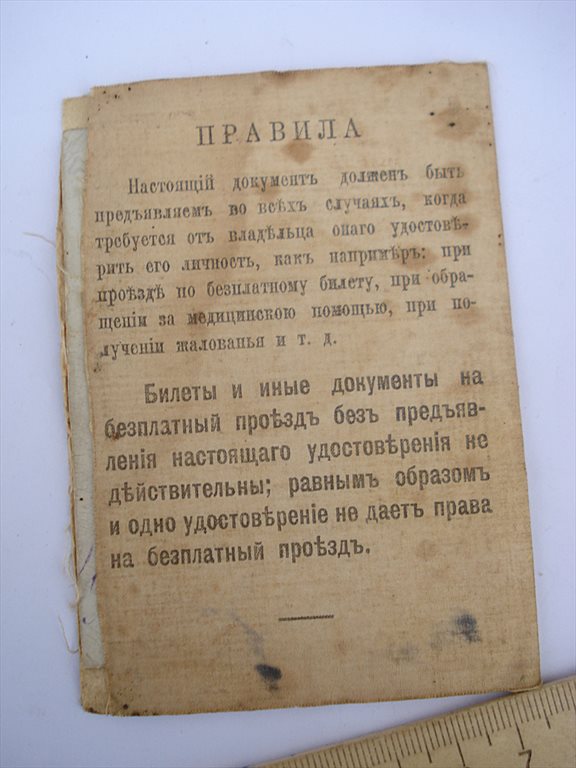 ПРАВИЛА
Настоящій документъ долженъ быть
предъявляемъ во всѣхъ случаяхъ, когда
требуется отъ владѣльца онаго удостовѣ-
рить его личность, какъ напримѣръ: при
проѣздѣ по безплатному билету, при обра-
щеніи за медицинскою помощью, при по-
лученіи жалованья и т. д.
Билеты и иные документы на
безплатный проѣздъ безъ предъяв-
ленія настоящаго удостовѣренія не
дѣйствительны; равнымъ образомъ
и одно удостовѣреніе не даетъ права
на безплатный проѣздъ.
7